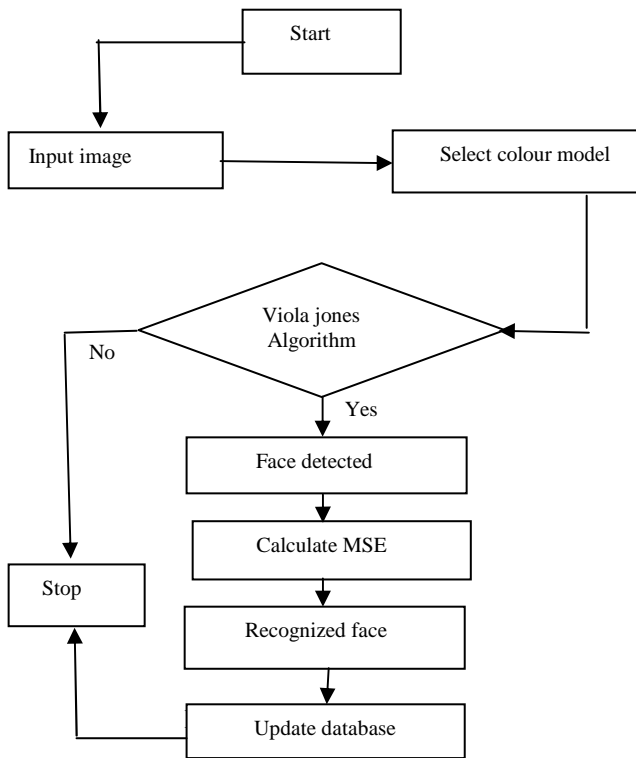 Start
Input image
Select colour model
Viola jones
Algorithm
No
Yes
Face detected
Calculate MSE
Stop
Recognized face
Update database